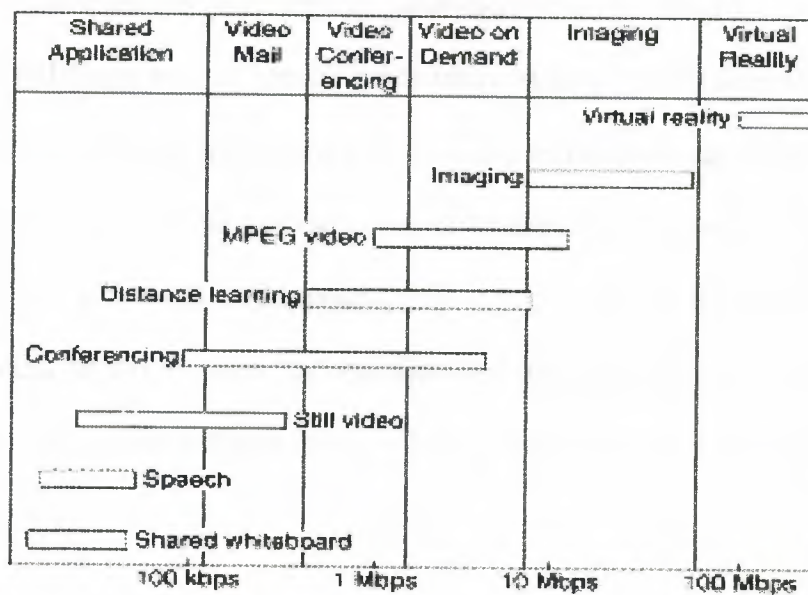 Shared Application
Video Mail
Video Confer-encing
Video on Demand
Imaging
Virtual Reality
Virtual reality
Imaging
MPEG video
Distance learning
Conferencing
Still video
Speech
Shared whiteboard
100 kbps
1 Mbps
10 Mbps
100 Mbps